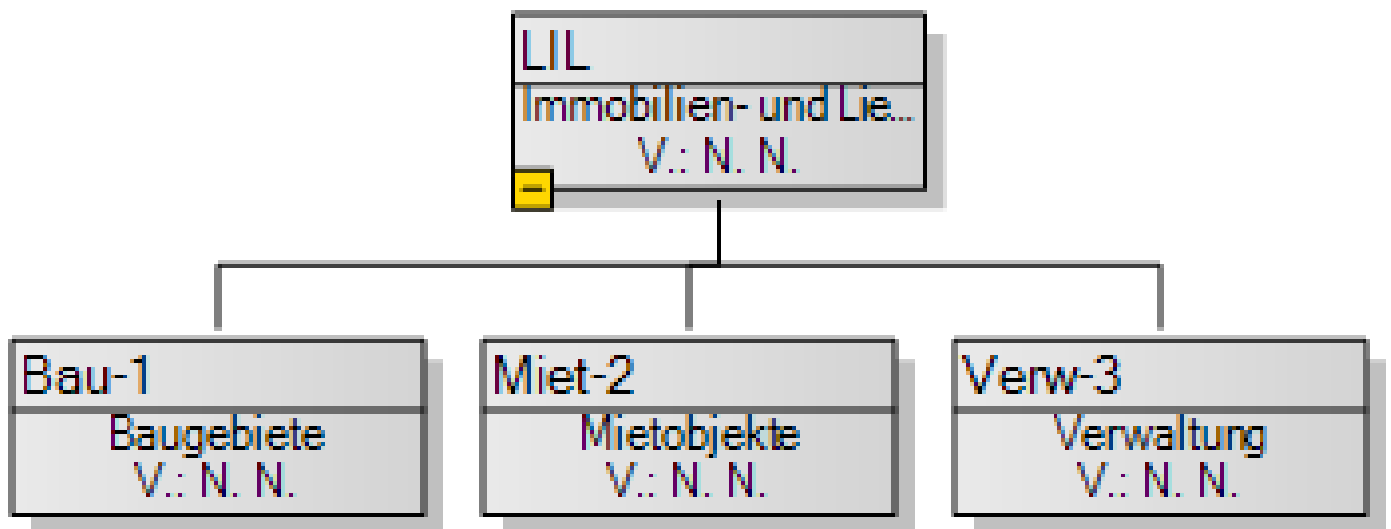 LIL
Immobilien- und Lie...
V.: N. N.
Bau-1
Baugebiete
V.: N. N.
Miet-2
Mietobjekte
V.: N. N.
Verw-3
Verwaltung
V.: N. N.